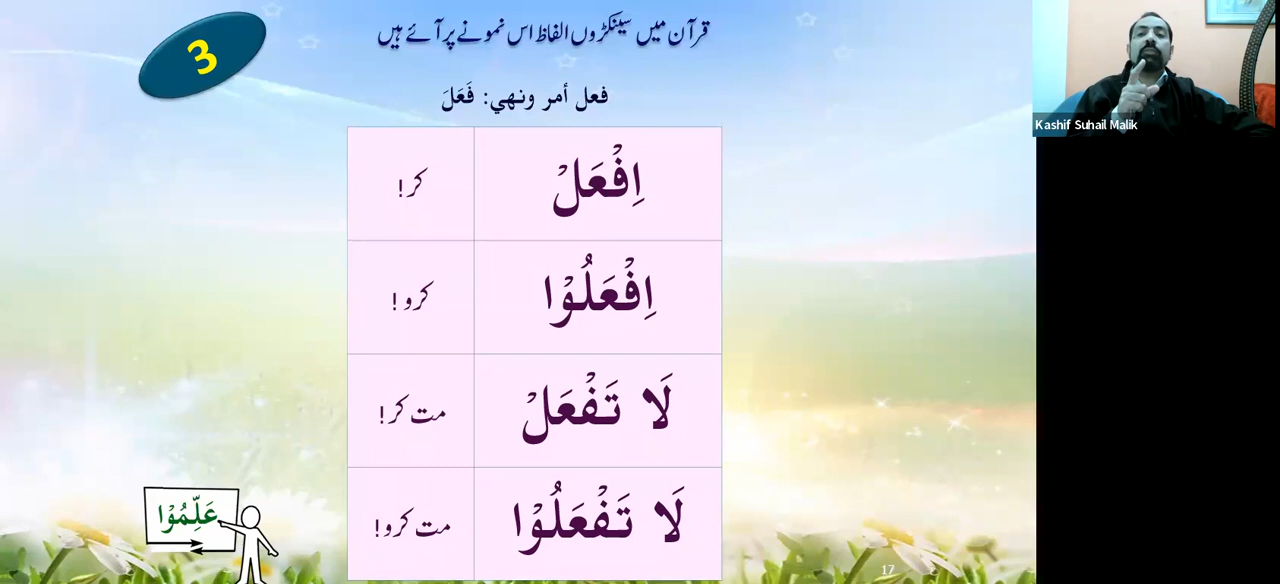 3
قرآن میں سینکڑوں الفاظ اس نمونے پر آئے ہیں
فعل أمر ونهي: فَعَلَ
اِفْعَلْ
کر!
اِفْعَلُوْا
کرو!
لَا تَفْعَلْ
مت کر!
لَا تَفْعَلُوْا
مت کرو!
عَلِّمُوْا
17
Kashif Suhail Malik